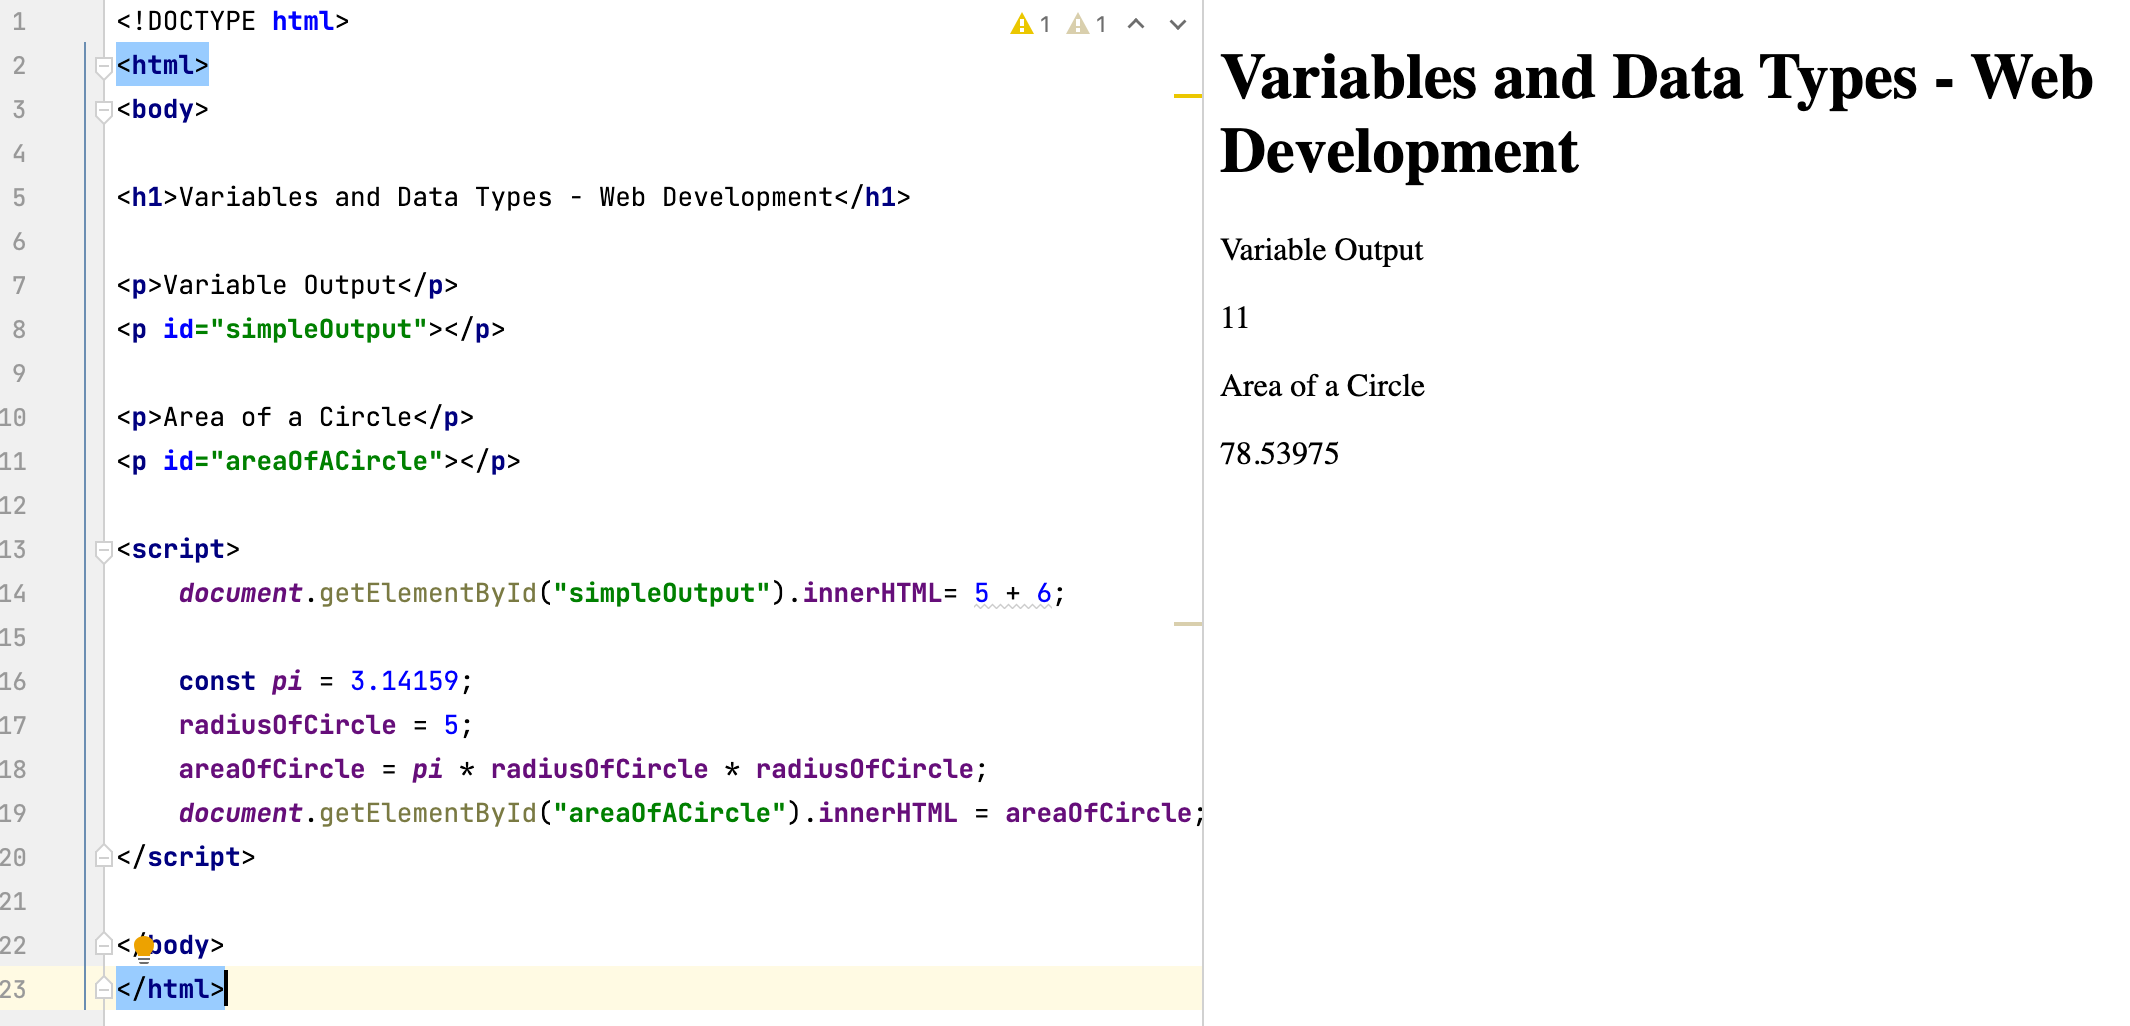 1 <!DOCTYPE html>
1 1
2 <html>
3 <body>
4
5 <h1>Variables and Data Types - Web Development</h1>
6
7 <p>Variable Output</p>
8 <p id="simpleOutput"></p>
9
10 <p>Area of a Circle</p>
11 <p id="areaOfACircle"></p>
12
13 <script>
14     document.getElementById("simpleOutput").innerHTML= 5 + 6;
15
16     const pi = 3.14159;
17     radiusOfCircle = 5;
18     areaOfCircle = pi * radiusOfCircle * radiusOfCircle;
19     document.getElementById("areaOfACircle").innerHTML = areaOfCircle;
20 </script>
21
22 </body>
23 </html>
Variables and Data Types - Web
Development
Variable Output
11
Area of a Circle
78.53975